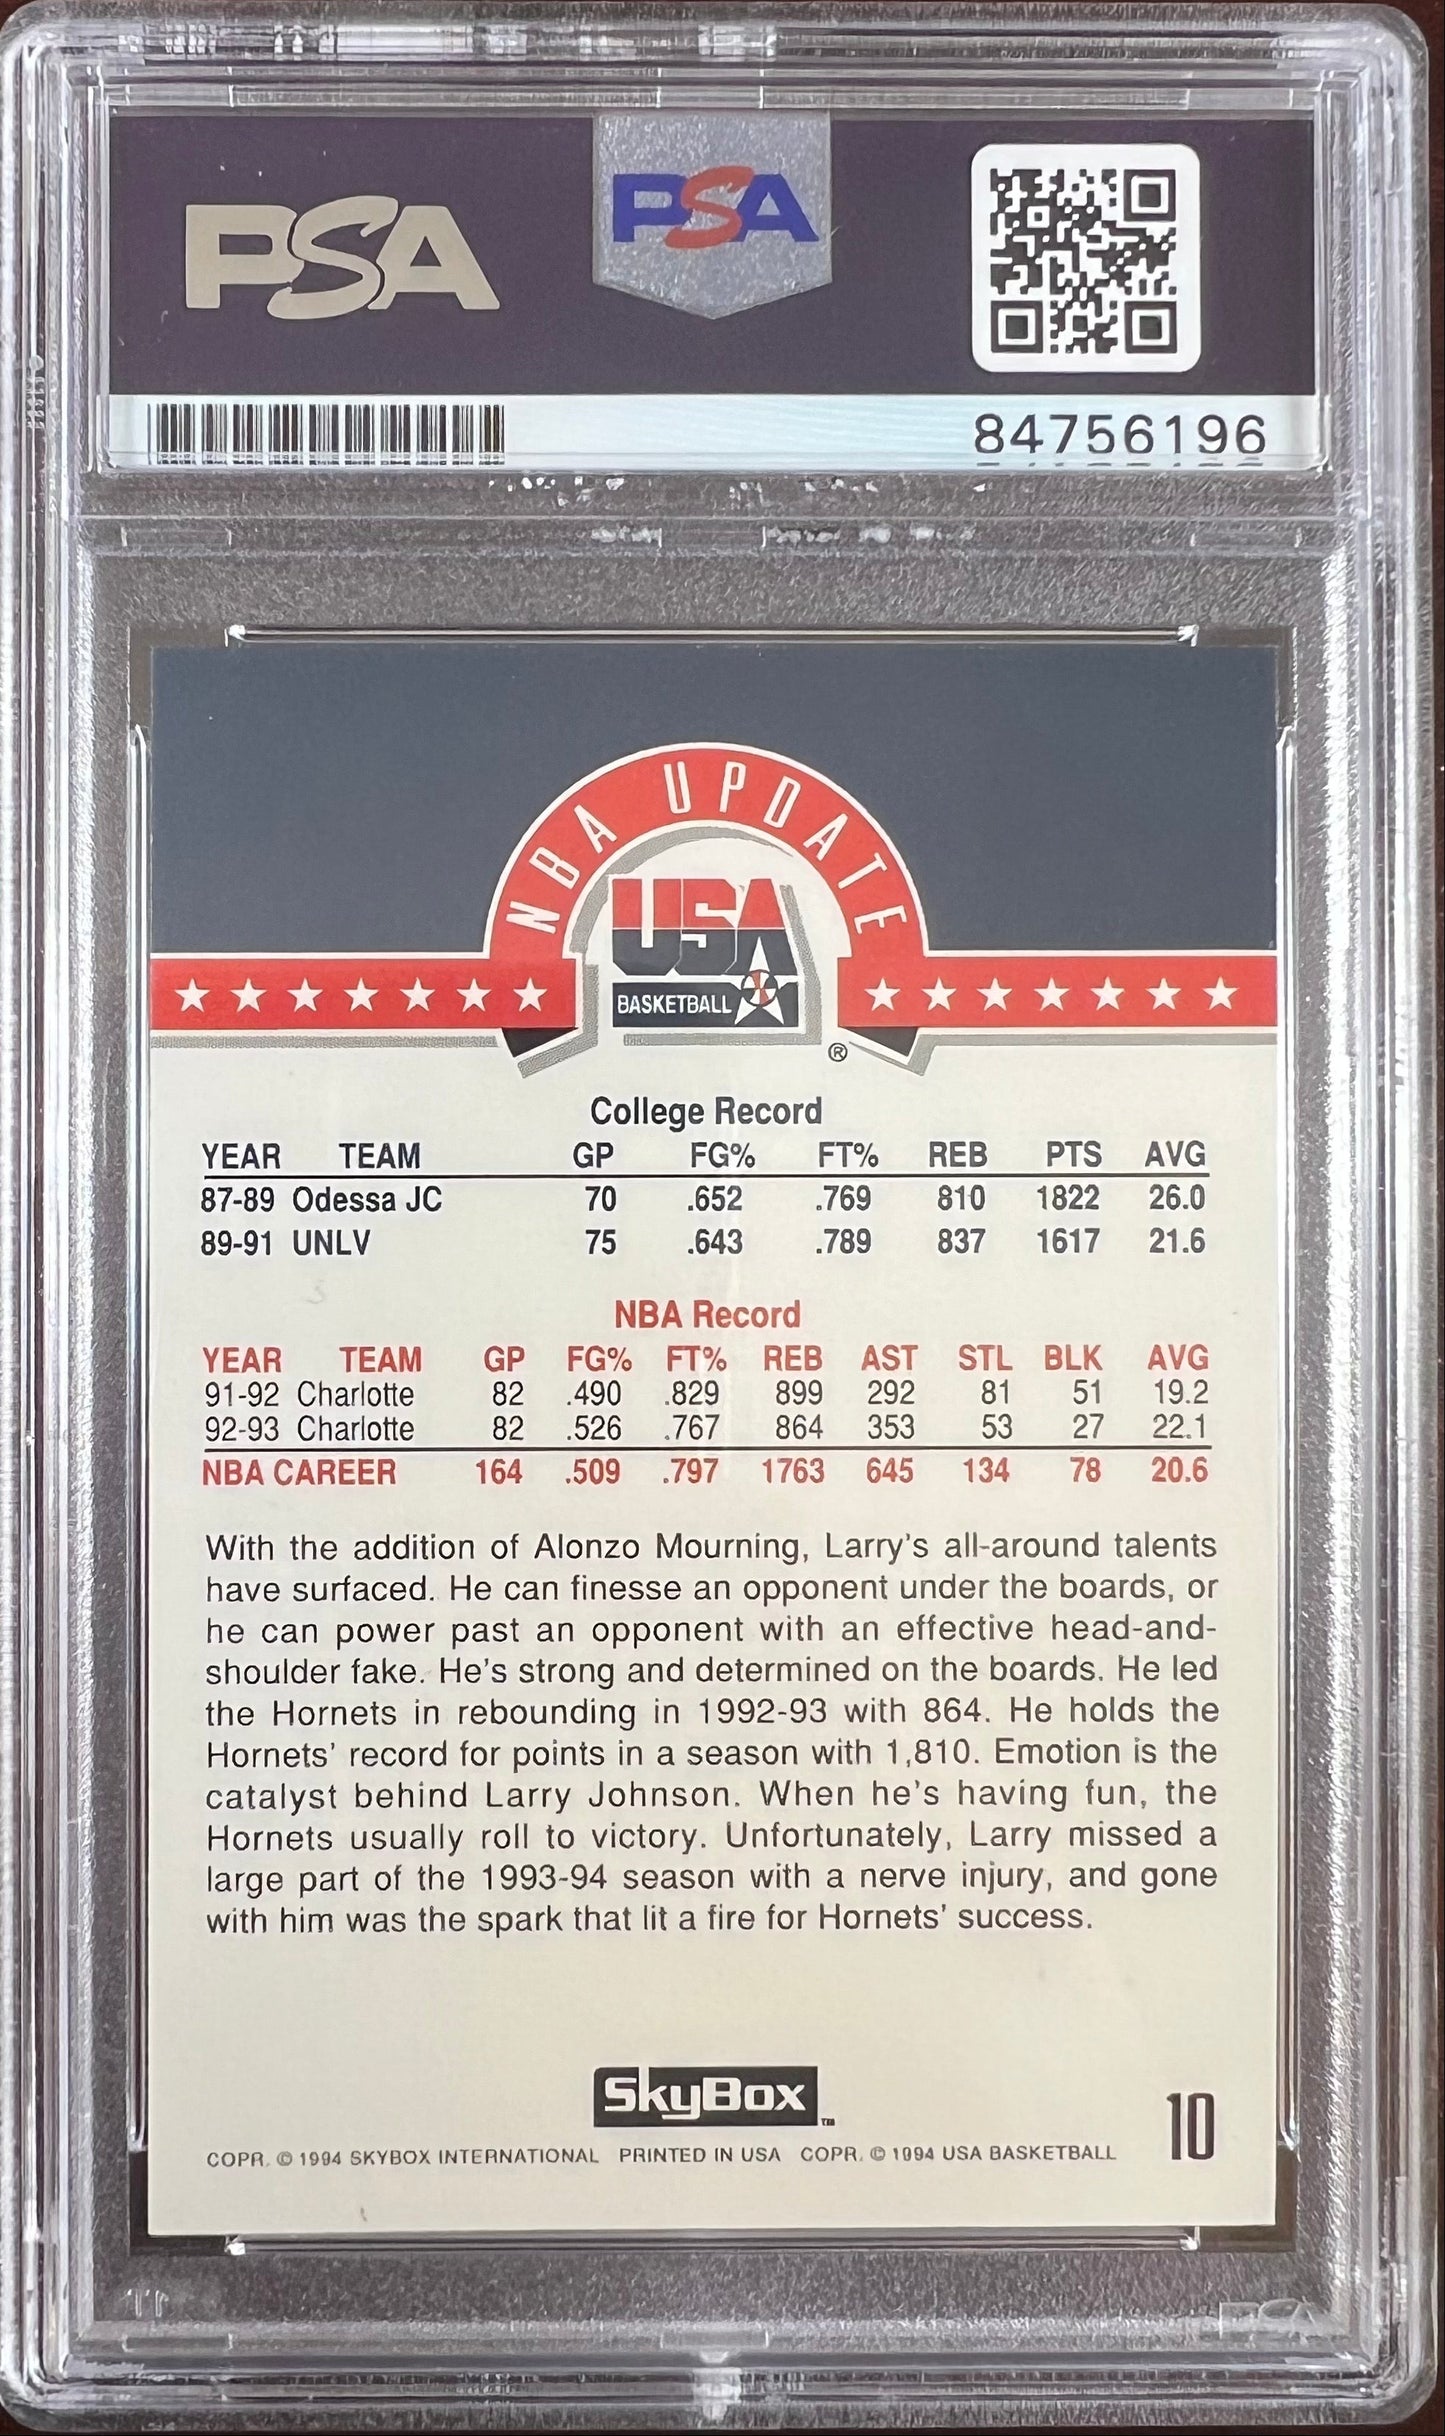 PSA
PSA
84756196
NBA UPDATE
USA
BASKETBALL
®
College Record
YEAR TEAM GP FG% FT% REB PTS AVG
87-89 Odessa JC 70 .652 .769 810 1822 26.0
89-91 UNLV 75 .643 .789 837 1617 21.6
NBA Record
YEAR TEAM GP FG% FT% REB AST STL BLK AVG
91-92 Charlotte 82 .490 .829 899 292 81 51 19.2
92-93 Charlotte 82 .526 .767 864 353 53 27 22.1
NBA CAREER 164 .509 .797 1763 645 134 78 20.6
With the addition of Alonzo Mourning, Larry's all-around talents
have surfaced. He can finesse an opponent under the boards, or
he can power past an opponent with an effective head-and-
shoulder fake. He's strong and determined on the boards. He led
the Hornets in rebounding in 1992-93 with 864. He holds the
Hornets' record for points in a season with 1,810. Emotion is the
catalyst behind Larry Johnson. When he's having fun, the
Hornets usually roll to victory. Unfortunately, Larry missed a
large part of the 1993-94 season with a nerve injury, and gone
with him was the spark that lit a fire for Hornets' success.
SkyBox™
10
COPR. © 1994 SKYBOX INTERNATIONAL PRINTED IN USA COPR. © 1994 USA BASKETBALL
PSA